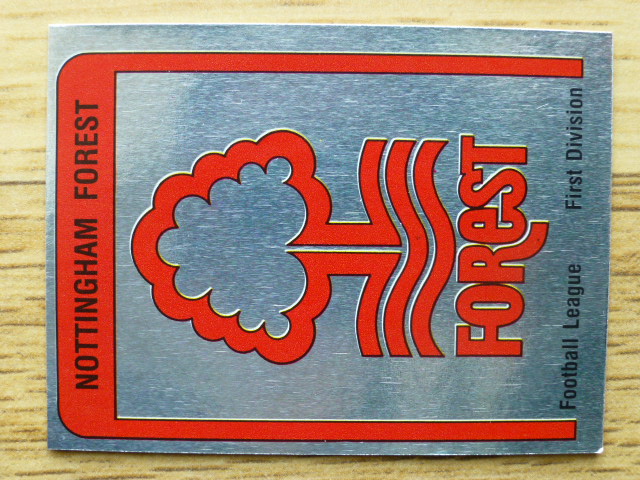 NOTTINGHAM FOREST
FOReST
Football League First Division